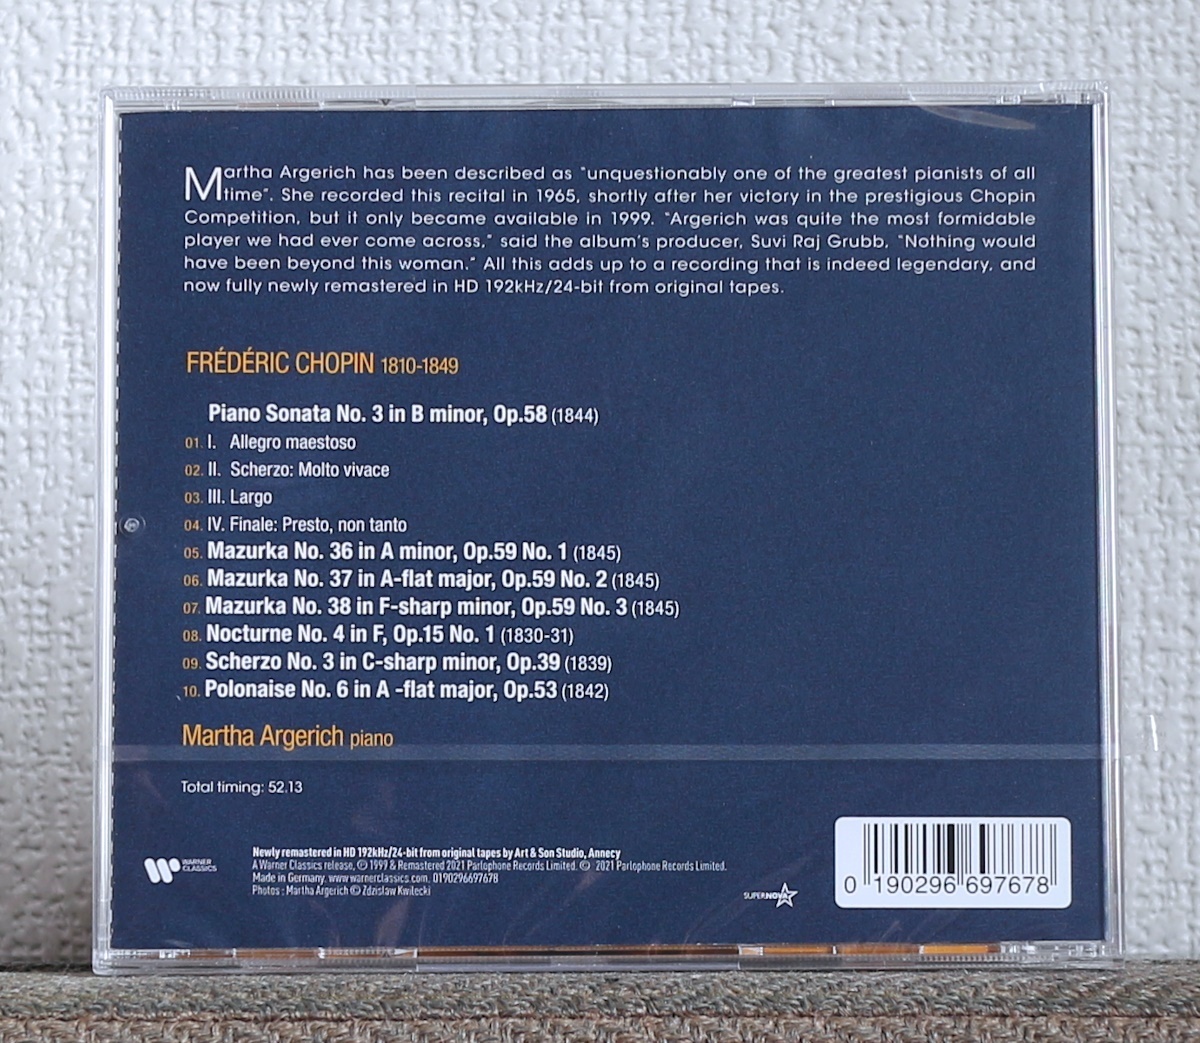 Martha Argerich has been described as "unquestionably one of the greatest pianists of all
time". She recorded this recital in 1965, shortly after her victory in the prestigious Chopin
Competition, but it only became available in 1999. "Argerich was quite the most formidable
player we had ever come across," said the album's producer, Suvi Raj Grubb, "Nothing would
have been beyond this woman." All this adds up to a recording that is indeed legendary, and
now fully newly remastered in HD 192kHz/24-bit from original tapes.
FRÉDÉRIC CHOPIN 1810-1849
Piano Sonata No. 3 in B minor, Op.58 (1844)
01. I. Allegro maestoso
02. II. Scherzo: Molto vivace
03. III. Largo
04. IV. Finale: Presto, non tanto
05. Mazurka No. 36 in A minor, Op.59 No. 1 (1845)
06. Mazurka No. 37 in A-flat major, Op.59 No. 2 (1845)
07. Mazurka No. 38 in F-sharp minor, Op.59 No. 3 (1845)
08. Nocturne No. 4 in F, Op.15 No. 1 (1830-31)
09. Scherzo No. 3 in C-sharp minor, Op.39 (1839)
10. Polonaise No. 6 in A -flat major, Op.53 (1842)
Martha Argerich piano
Total timing: 52.13
WARNER
CLASSICS
Newly remastered in HD 192kHz/24-bit from original tapes by Art & Son Studio, Annecy
A Warner Classics release, ℗ 1999 & Remastered 2021 Parlophone Records Limited. © 2021 Parlophone Records Limited.
Made in Germany. www.warnerclassics.com. 0190296697678
Photos : Martha Argerich © Zdzislaw Kwilecki
SUPERNOVA
0 190296 697678